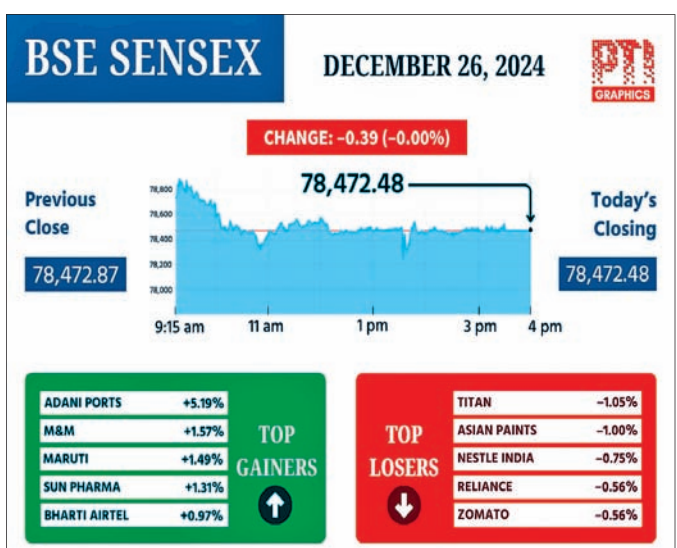 BSE SENSEX
DECEMBER 26, 2024
PTI
GRAPHICS
CHANGE: –0.39 (–0.00%)
Previous
Close
78,472.87
78,472.48
Today's
Closing
78,472.48
78,800
78,600
78,400
78,200
78,000
9:15 am 11 am 1 pm 3 pm 4 pm
ADANI PORTS +5.19%
M&M +1.57%
MARUTI +1.49%
SUN PHARMA +1.31%
BHARTI AIRTEL +0.97%
TOP
GAINERS
TOP
LOSERS
TITAN –1.05%
ASIAN PAINTS –1.00%
NESTLE INDIA –0.75%
RELIANCE –0.56%
ZOMATO –0.56%